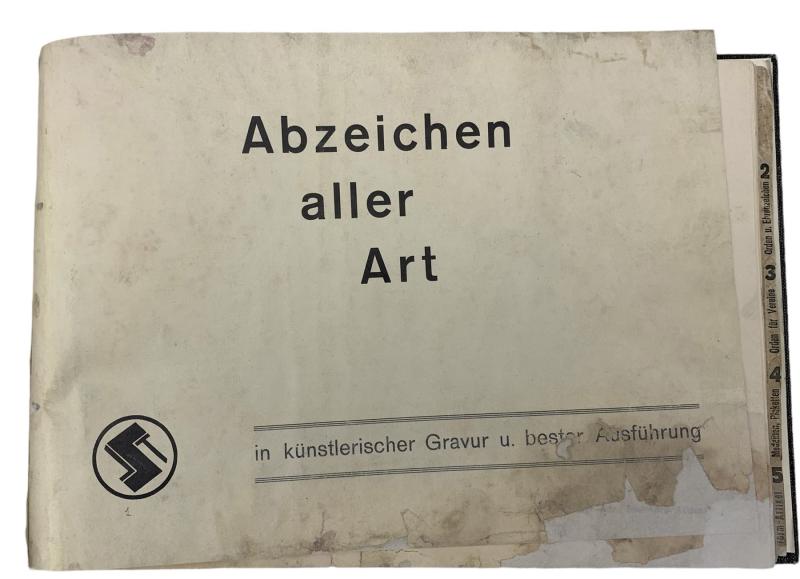 Abzeichen
aller
Art
in künstlerischer Gravur u. bester Ausführung
1
2
Orden u. Ehrenzeichen
3
Orden für Vereine
4
Medaillen, Plaketten
5